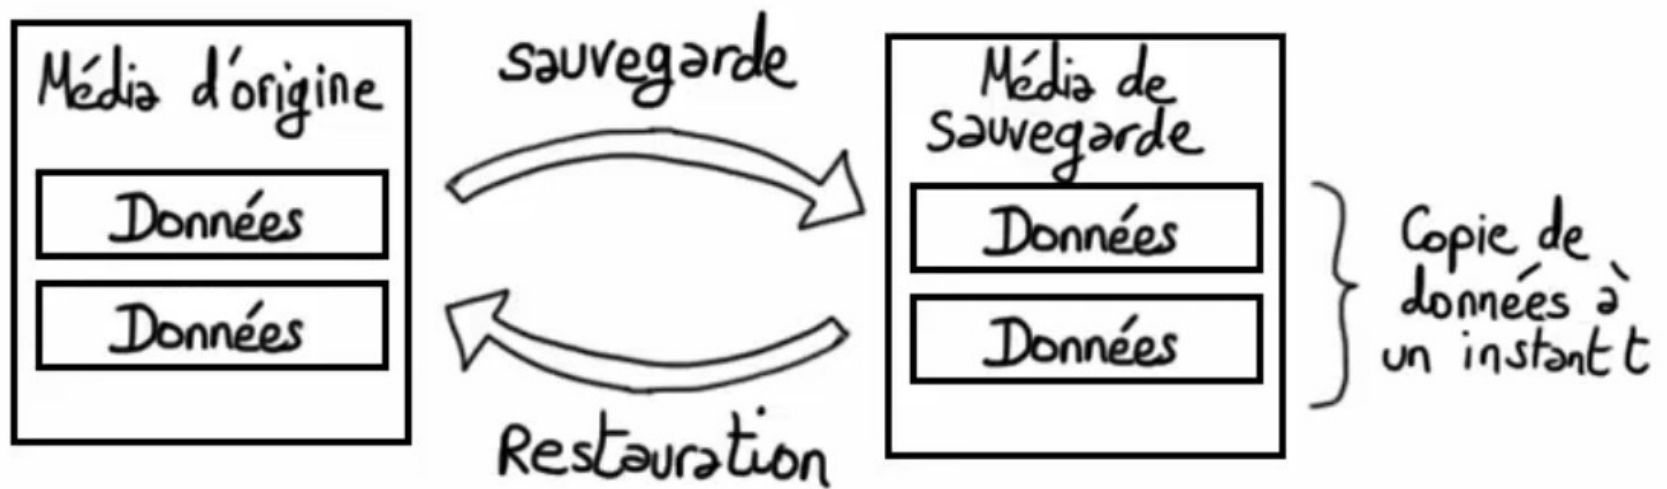 Média d'origine
Données
Données
sauvegarde
Restauration
Média de
Sauvegarde
Données
Données
Copie de
données à
un instant t